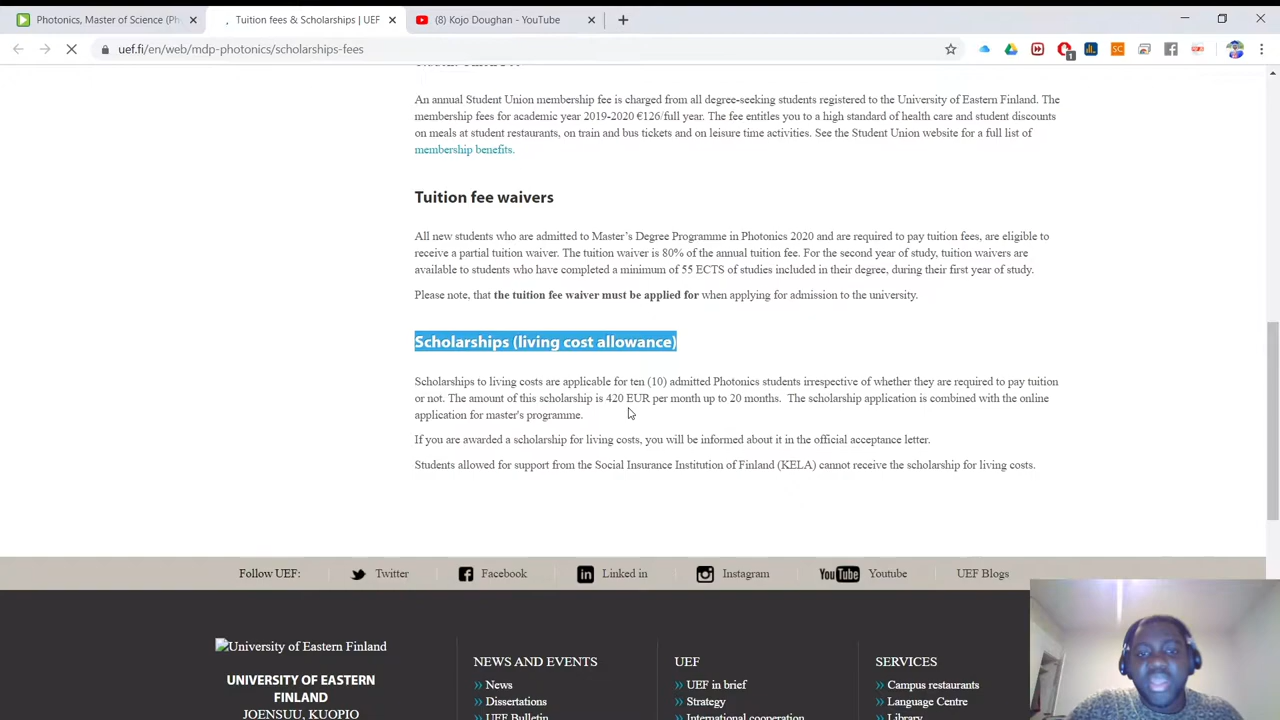 Photonics, Master of Science (Ph
Tuition fees & Scholarships | UEF
(8) Kojo Doughan - YouTube
uef.fi/en/web/mdp-photonics/scholarships-fees
1
An annual Student Union membership fee is charged from all degree-seeking students registered to the University of Eastern Finland. The
membership fees for academic year 2019-2020 €126/full year. The fee entitles you to a high standard of health care and student discounts
on meals at student restaurants, on train and bus tickets and on leisure time activities. See the Student Union website for a full list of
membership benefits.
Tuition fee waivers
All new students who are admitted to Master's Degree Programme in Photonics 2020 and are required to pay tuition fees, are eligible to
receive a partial tuition waiver. The tuition waiver is 80% of the annual tuition fee. For the second year of study, tuition waivers are
available to students who have completed a minimum of 55 ECTS of studies included in their degree, during their first year of study.
Please note, that the tuition fee waiver must be applied for when applying for admission to the university.
Scholarships (living cost allowance)
Scholarships to living costs are applicable for ten (10) admitted Photonics students irrespective of whether they are required to pay tuition
or not. The amount of this scholarship is 420 EUR per month up to 20 months. The scholarship application is combined with the online
application for master's programme.
If you are awarded a scholarship for living costs, you will be informed about it in the official acceptance letter.
Students allowed for support from the Social Insurance Institution of Finland (KELA) cannot receive the scholarship for living costs.
Follow UEF: Twitter Facebook Linked in Instagram YouTube Youtube UEF Blogs
University of Eastern Finland
UNIVERSITY OF EASTERN
FINLAND
JOENSUU, KUOPIO
NEWS AND EVENTS
News
Dissertations
UEF Bulletin
UEF
UEF in brief
Strategy
International cooperation
SERVICES
Campus restaurants
Language Centre
Library